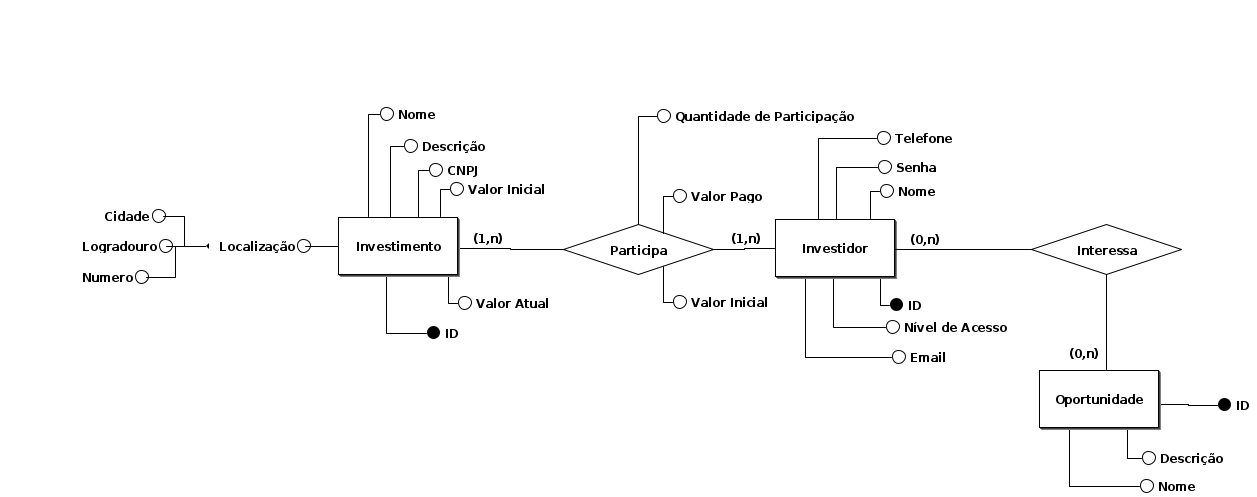 Nome
Descrição
CNPJ
Valor Inicial
Cidade
Logradouro
Numero
Localização
Investimento
(1,n)
Valor Atual
ID
Quantidade de Participação
Valor Pago
Participa
(1,n)
Valor Inicial
Telefone
Senha
Nome
Investidor
(0,n)
ID
Nível de Acesso
Email
Interessa
(0,n)
Oportunidade
ID
Descrição
Nome